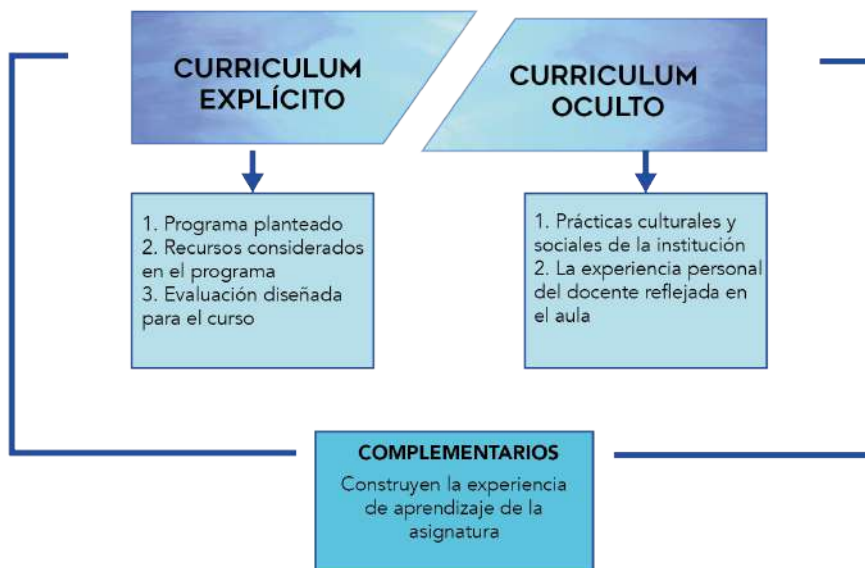 CURRICULUM
EXPLÍCITO
CURRICULUM
OCULTO
1. Programa planteado
2. Recursos considerados
en el programa
3. Evaluación diseñada
para el curso
1. Prácticas culturales y
sociales de la institución
2. La experiencia personal
del docente reflejada en
el aula
COMPLEMENTARIOS
Construyen la experiencia
de aprendizaje de la
asignatura